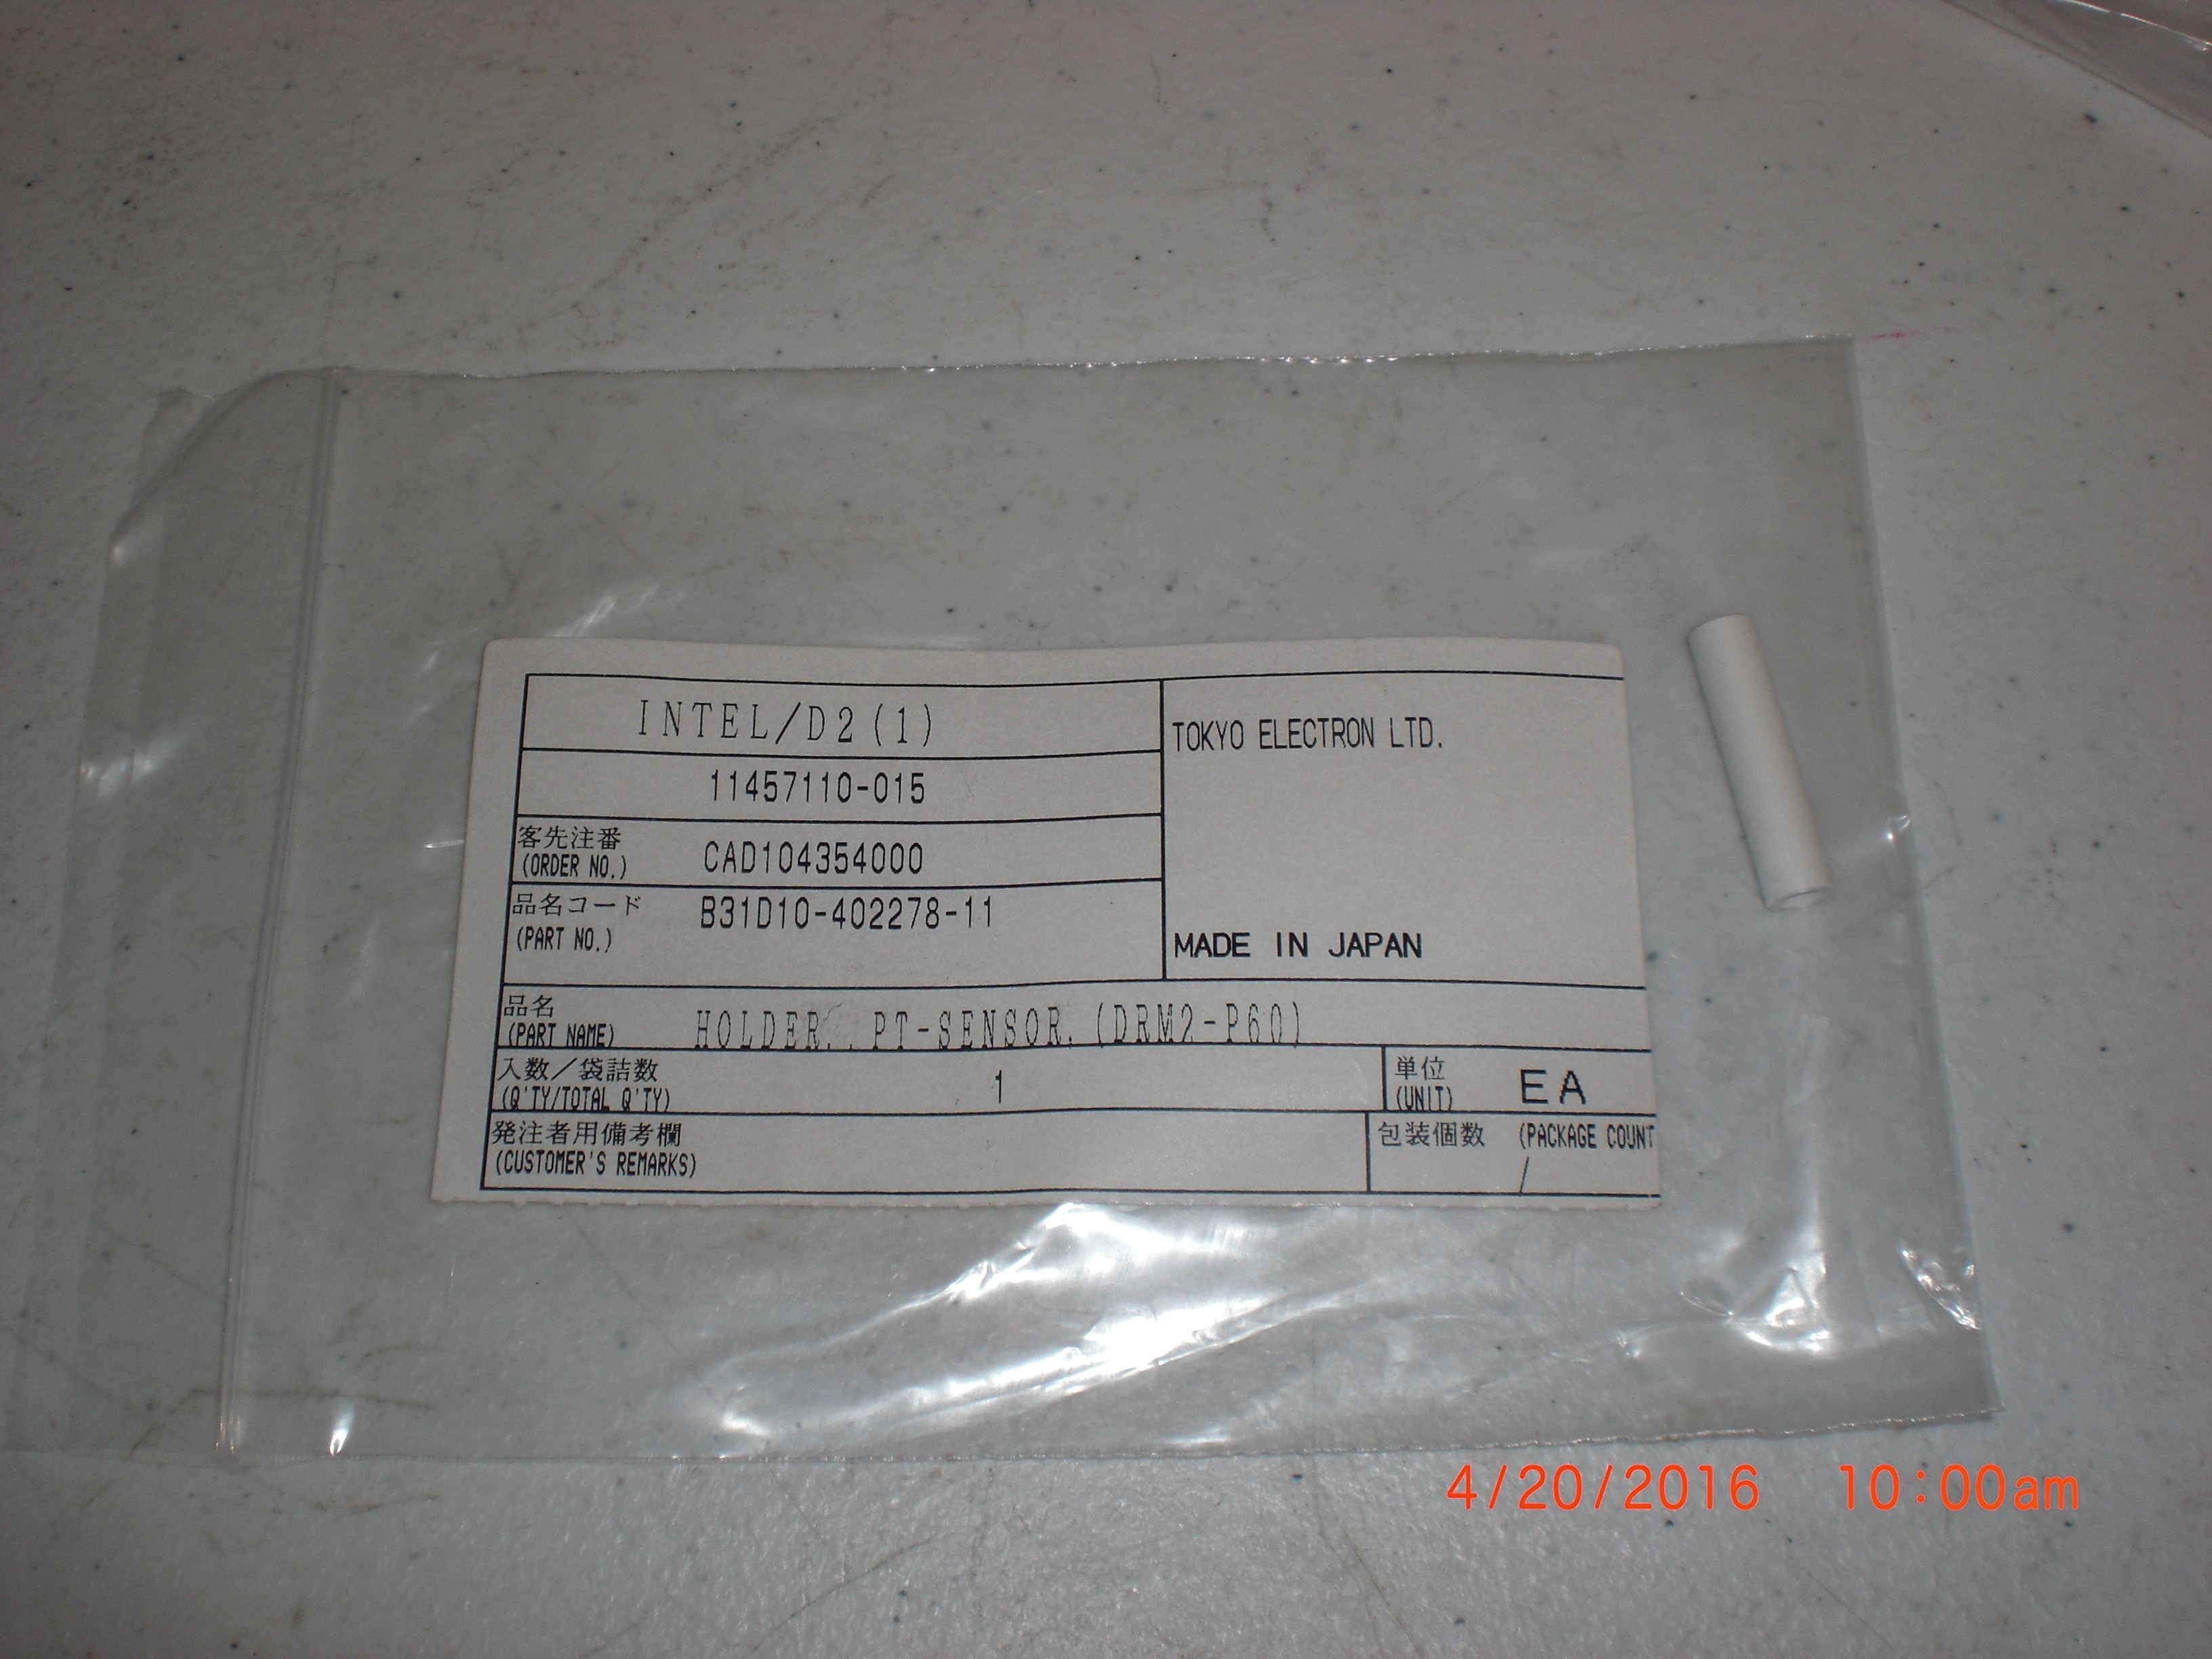 INTEL/D2(1)
11457110-015
客先注番
(ORDER NO.) CAD104354000
品名コード
(PART NO.) B31D10-402278-11
TOKYO ELECTRON LTD.
MADE IN JAPAN
品名
(PART NAME) HOLDER, PT-SENSOR, (DRM2-P60)
入数/袋詰数
(Q'TY/TOTAL Q'TY) 1
単位
(UNIT) EA
発注者用備考欄
(CUSTOMER'S REMARKS)
包装個数 (PACKAGE COUNT
/
4/20/2016 10:00am